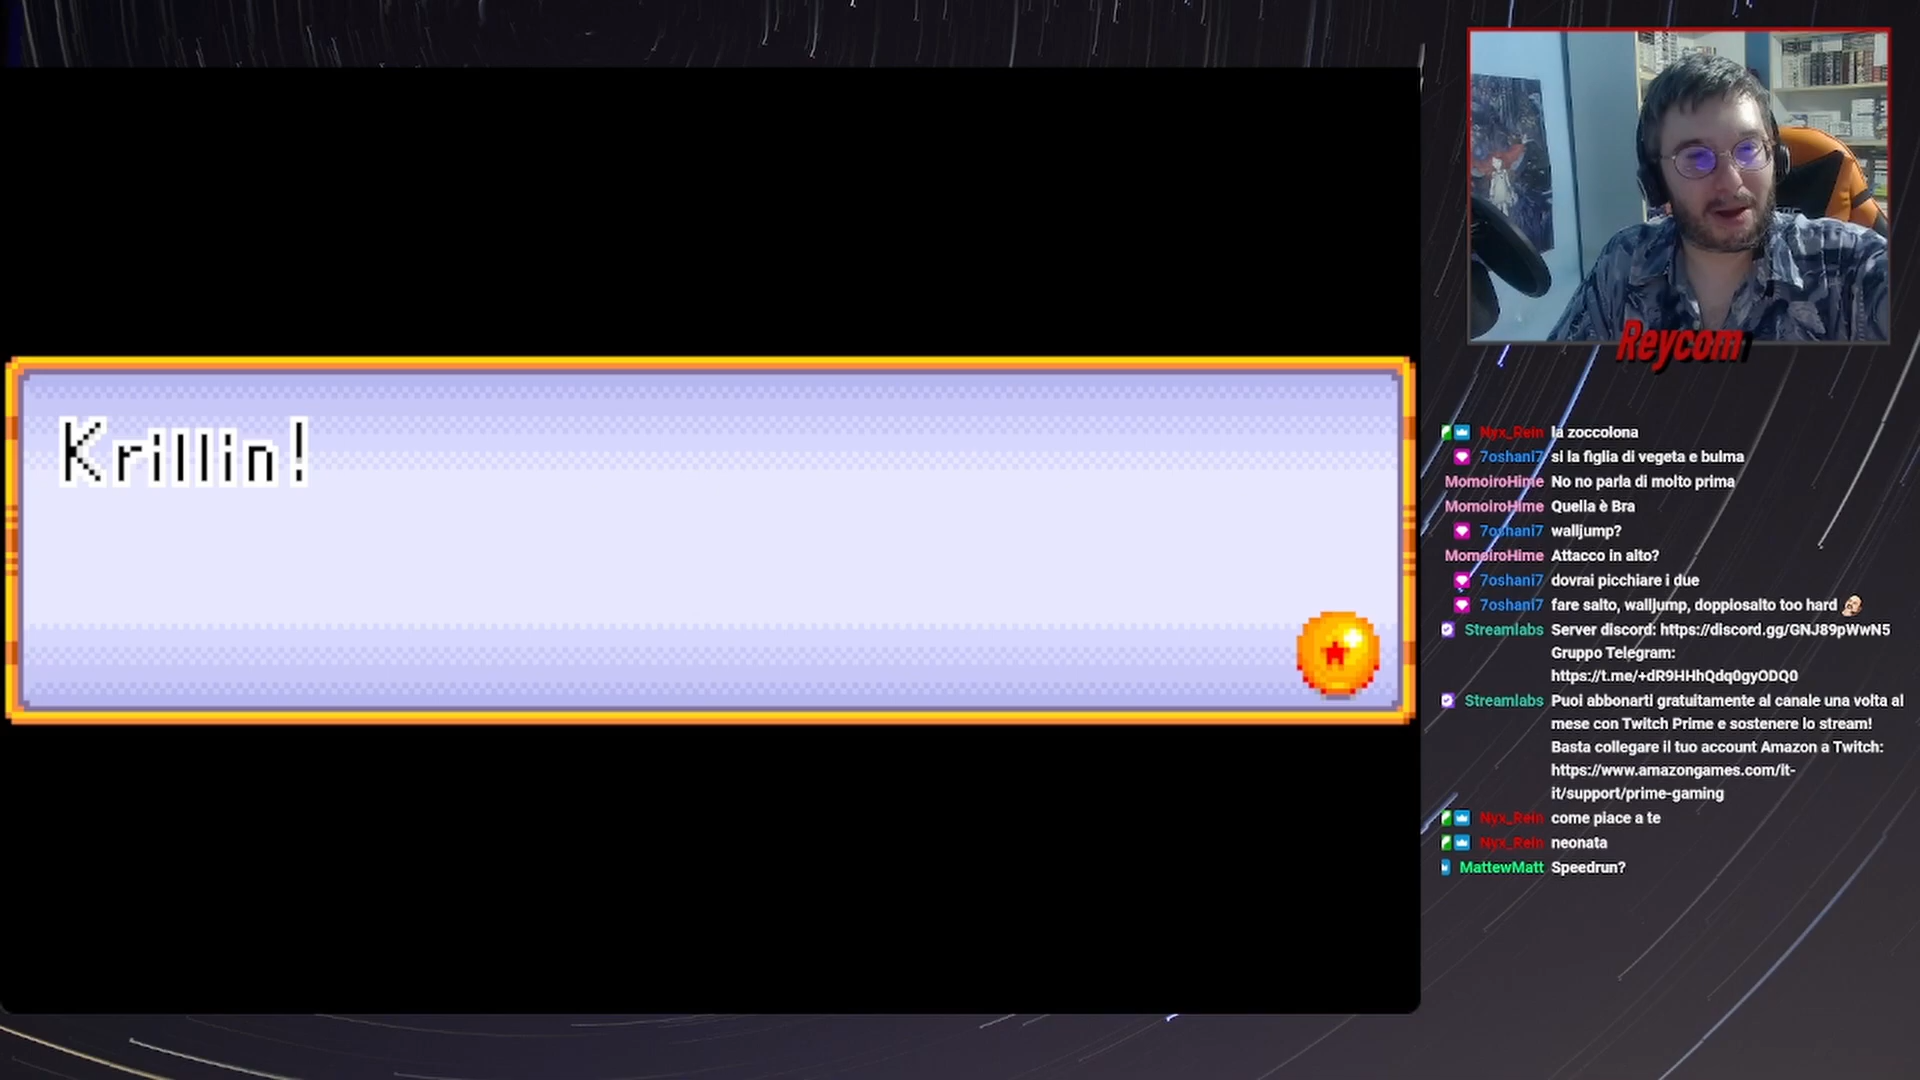 Krillin!
Reycom
Nyx_Rein la zoccolona
7oshani7 si la figlia di vegeta e bulma
MomoiroHime No no parla di molto prima
MomoiroHime Quella è Bra
7oshani7 walljump?
MomoiroHime Attacco in alto?
7oshani7 dovrai picchiare i due
7oshani7 fare salto, walljump, doppiosalto too hard
Streamlabs Server discord: https://discord.gg/GNJ89pWwN5
Gruppo Telegram:
https://t.me/+dR9HHhQdq0gyODQ0
Streamlabs Puoi abbonarti gratuitamente al canale una volta al
mese con Twitch Prime e sostenere lo stream!
Basta collegare il tuo account Amazon a Twitch:
https://www.amazongames.com/it-
it/support/prime-gaming
Nyx_Rein come piace a te
Nyx_Rein neonata
MattewMatt Speedrun?